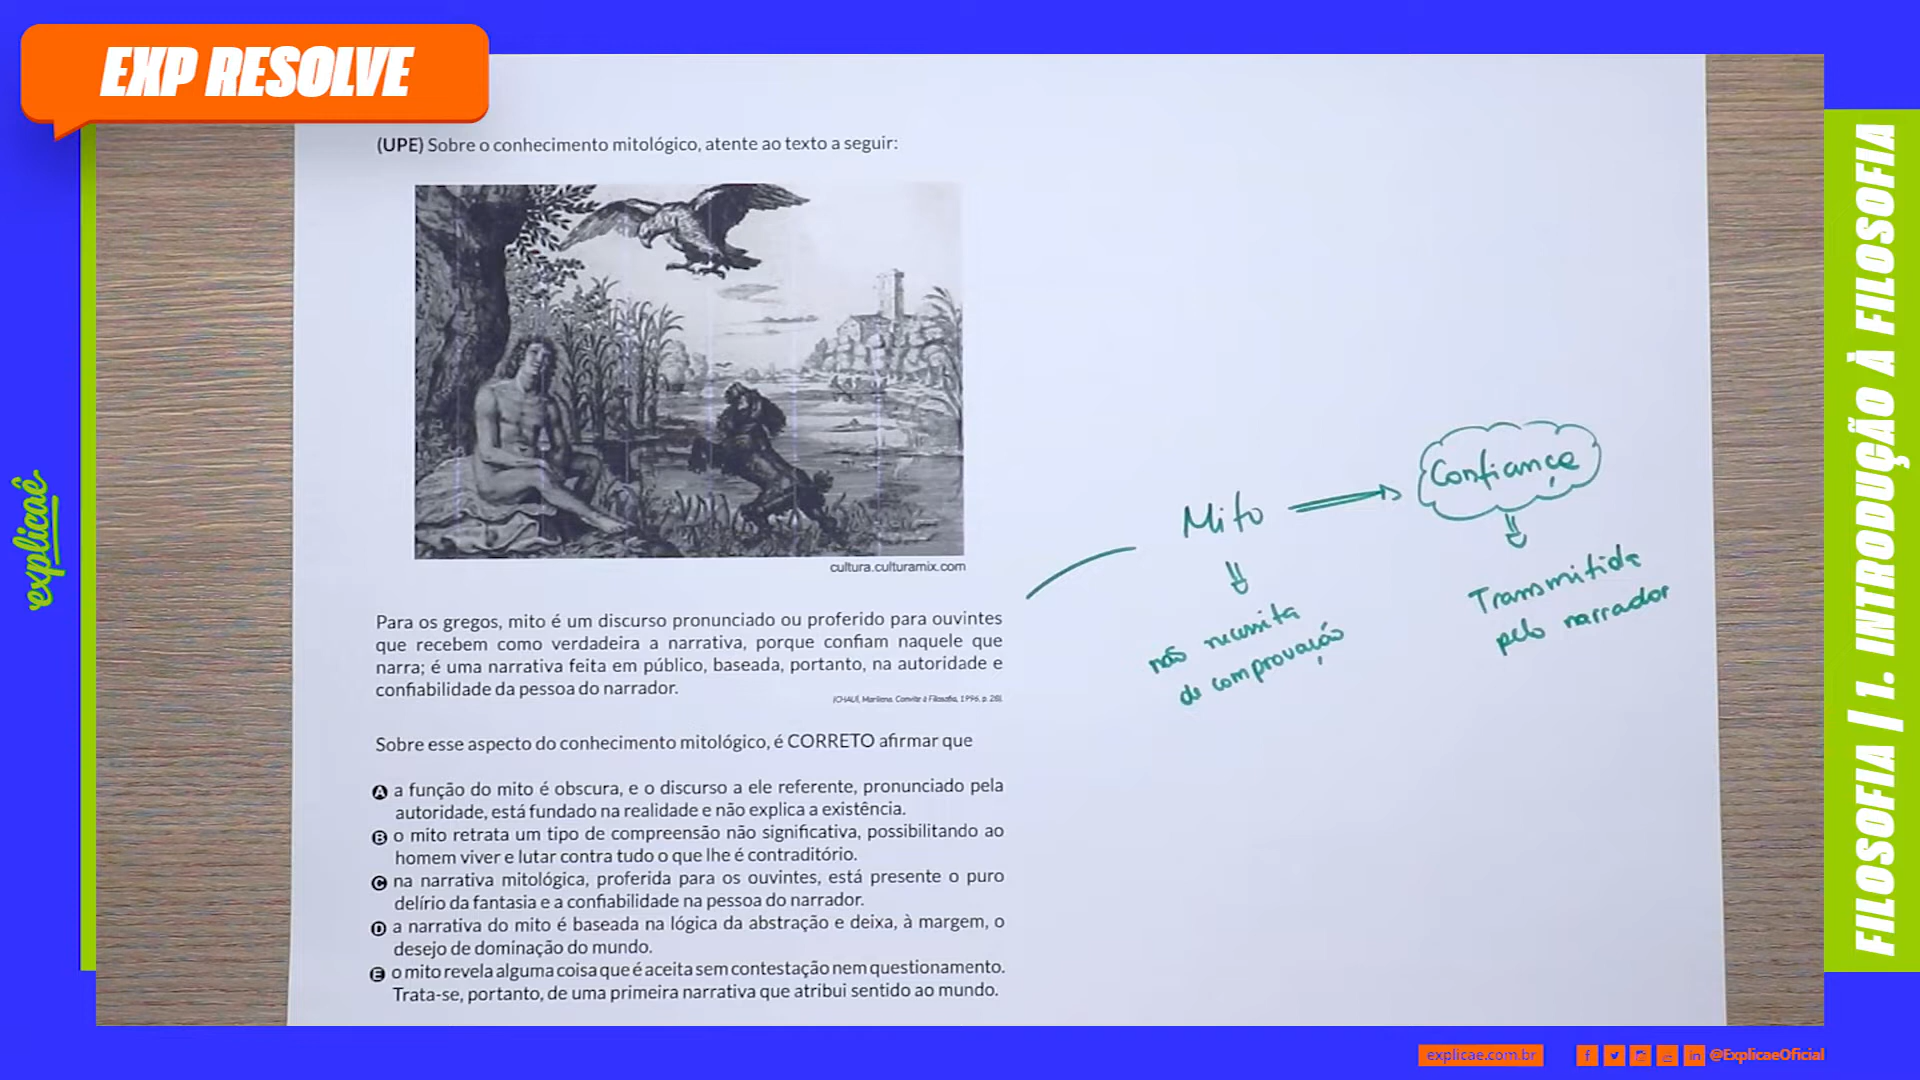 EXP RESOLVE
(UPE) Sobre o conhecimento mitológico, atente ao texto a seguir:
cultura.culturamix.com
Para os gregos, mito é um discurso pronunciado ou proferido para ouvintes
que recebem como verdadeira a narrativa, porque confiam naquele que
narra; é uma narrativa feita em público, baseada, portanto, na autoridade e
confiabilidade da pessoa do narrador.
(CHAUÍ, Marilena. Convite à Filosofia, 1996. p. 28).
Sobre esse aspecto do conhecimento mitológico, é CORRETO afirmar que
A a função do mito é obscura, e o discurso a ele referente, pronunciado pela
autoridade, está fundado na realidade e não explica a existência.
B o mito retrata um tipo de compreensão não significativa, possibilitando ao
homem viver e lutar contra tudo o que lhe é contraditório.
C na narrativa mitológica, proferida para os ouvintes, está presente o puro
delírio da fantasia e a confiabilidade na pessoa do narrador.
D a narrativa do mito é baseada na lógica da abstração e deixa, à margem, o
desejo de dominação do mundo.
E o mito revela alguma coisa que é aceita sem contestação nem questionamento.
Trata-se, portanto, de uma primeira narrativa que atribui sentido ao mundo.
Mito
Confiança
não necessita
de comprovação
Transmitida
pelo narrador
explicaê
FILOSOFIA | 1. INTRODUÇÃO À FILOSOFIA
explicae.com.br
@ExplicaeOficial